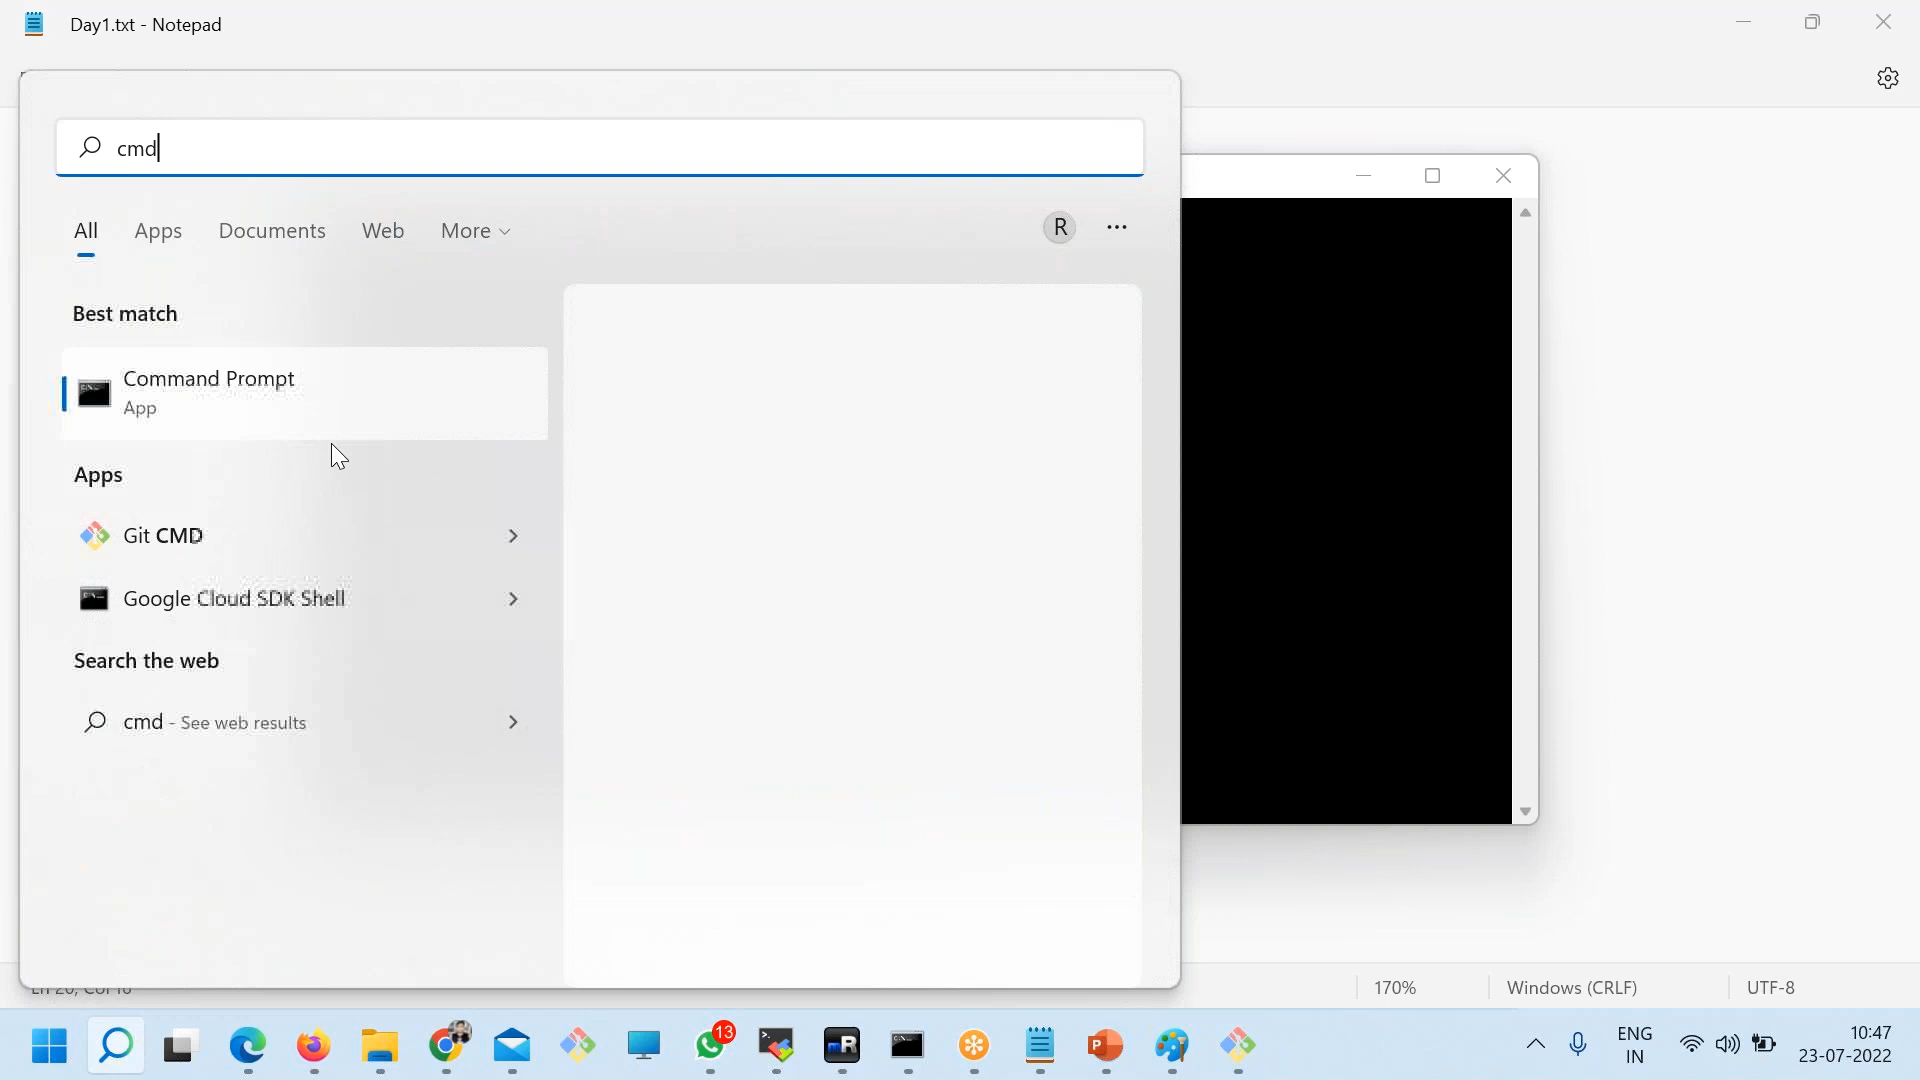 Day1.txt - Notepad
cmd
All Apps Documents Web More
R
Best match
Command Prompt
App
Apps
Git CMD
Google Cloud SDK Shell
Search the web
cmd - See web results
170% Windows (CRLF) UTF-8
13
ENG
IN
10:47
23-07-2022